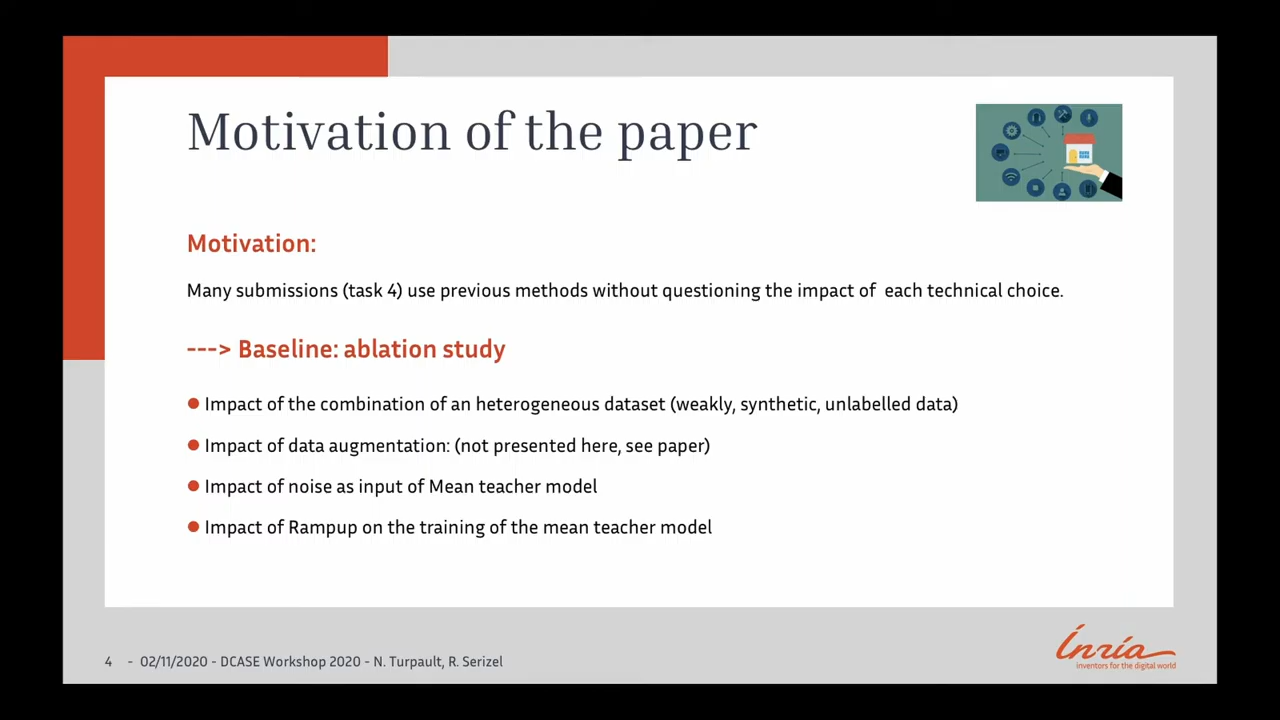 Motivation of the paper
Motivation:
Many submissions (task 4) use previous methods without questioning the impact of  each technical choice.
---> Baseline: ablation study
● Impact of the combination of an heterogeneous dataset (weakly, synthetic, unlabelled data)
● Impact of data augmentation: (not presented here, see paper)
● Impact of noise as input of Mean teacher model
● Impact of Rampup on the training of the mean teacher model
4 - 02/11/2020 - DCASE Workshop 2020 - N. Turpault, R. Serizel
Inria
inventors for the digital world